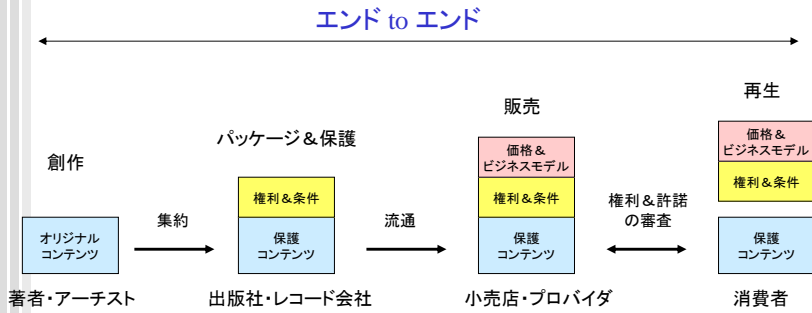 エンド to エンド
創作
オリジナル
コンテンツ
著者・アーチスト
集約
パッケージ＆保護
権利＆条件
保護
コンテンツ
出版社・レコード会社
流通
販売
価格＆
ビジネスモデル
権利＆条件
保護
コンテンツ
小売店・プロバイダ
権利＆許諾
の審査
再生
価格＆
ビジネスモデル
権利＆条件
保護
コンテンツ
消費者